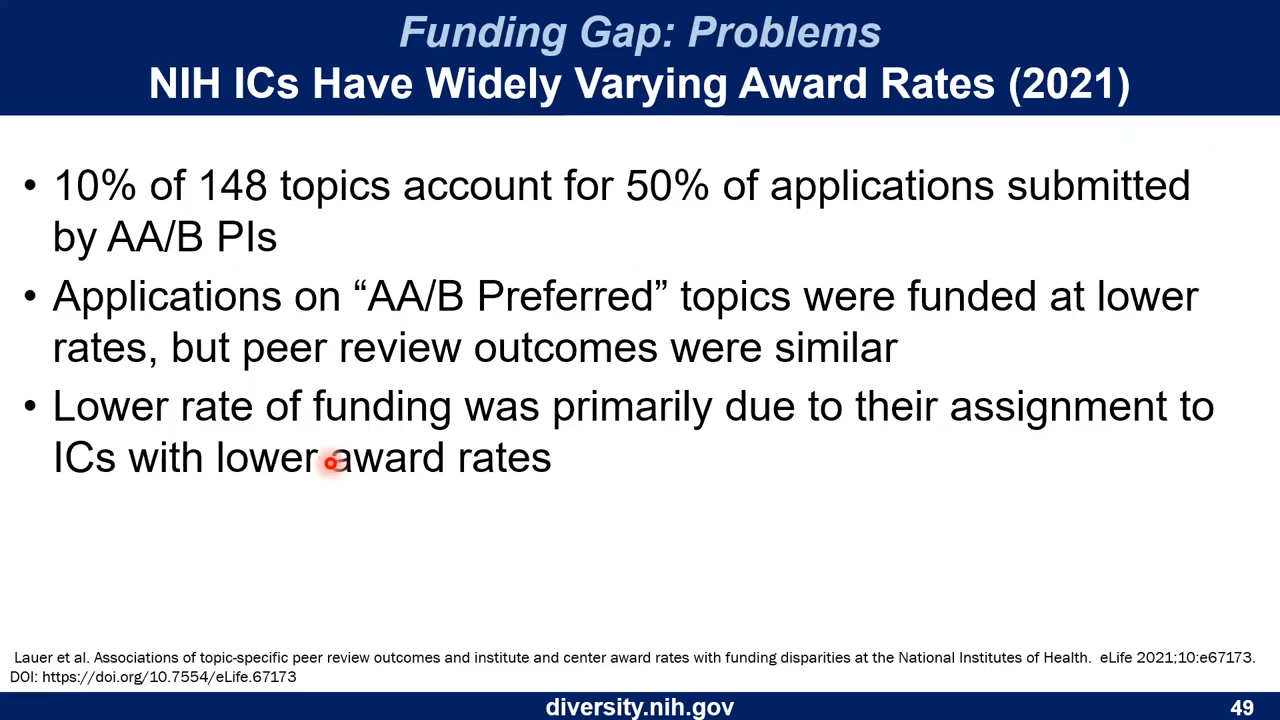 Funding Gap: Problems
NIH ICs Have Widely Varying Award Rates (2021)
• 10% of 148 topics account for 50% of applications submitted
by AA/B PIs
• Applications on “AA/B Preferred” topics were funded at lower
rates, but peer review outcomes were similar
• Lower rate of funding was primarily due to their assignment to
ICs with lower award rates
Lauer et al. Associations of topic-specific peer review outcomes and institute and center award rates with funding disparities at the National Institutes of Health. eLife 2021;10:e67173.
DOI: https://doi.org/10.7554/eLife.67173
diversity.nih.gov
49